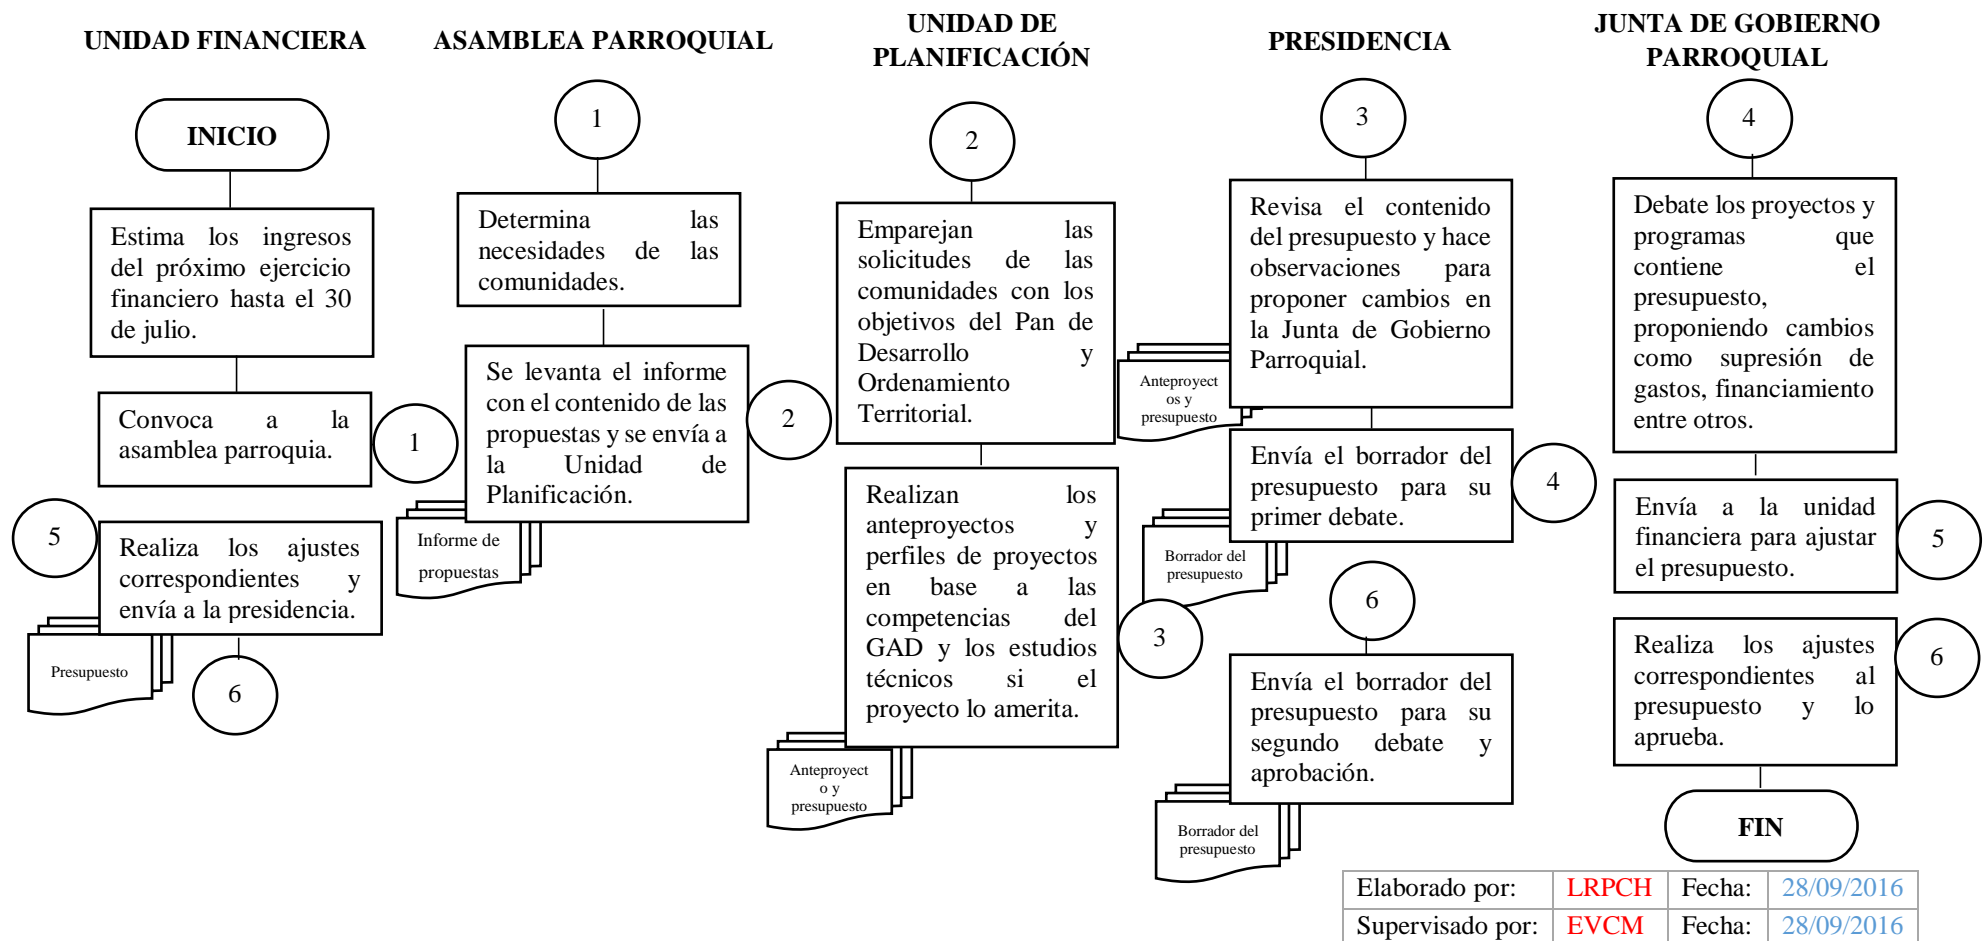 UNIDAD FINANCIERA
INICIO
Estima los ingresos
del próximo ejercicio
financiero hasta el 30
de julio.
Convoca a la
asamblea parroquia.
1
5
Realiza los ajustes
correspondientes y
envía a la presidencia.
Presupuesto
6
ASAMBLEA PARROQUIAL
1
Determina las
necesidades de las
comunidades.
Se levanta el informe
con el contenido de las
propuestas y se envía a
la Unidad de
Planificación.
2
Informe de
propuestas
UNIDAD DE
PLANIFICACIÓN
2
Emparejan las
solicitudes de las
comunidades con los
objetivos del Pan de
Desarrollo y
Ordenamiento
Territorial.
Realizan los
anteproyectos y
perfiles de proyectos
en base a las
competencias del
GAD y los estudios
técnicos si el
proyecto lo amerita.
3
Anteproyect
o y
presupuesto
PRESIDENCIA
3
Revisa el contenido
del presupuesto y hace
observaciones para
proponer cambios en
la Junta de Gobierno
Parroquial.
Anteproyect
os y
presupuesto
Envía el borrador del
presupuesto para su
primer debate.
4
Borrador del
presupuesto
6
Envía el borrador del
presupuesto para su
segundo debate y
aprobación.
Borrador del
presupuesto
JUNTA DE GOBIERNO
PARROQUIAL
4
Debate los proyectos y
programas que
contiene el
presupuesto,
proponiendo cambios
como supresión de
gastos, financiamiento
entre otros.
Envía a la unidad
financiera para ajustar
el presupuesto.
5
Realiza los ajustes
correspondientes al
presupuesto y lo
aprueba.
6
FIN
Elaborado por: LRPCH Fecha: 28/09/2016
Supervisado por: EVCM Fecha: 28/09/2016